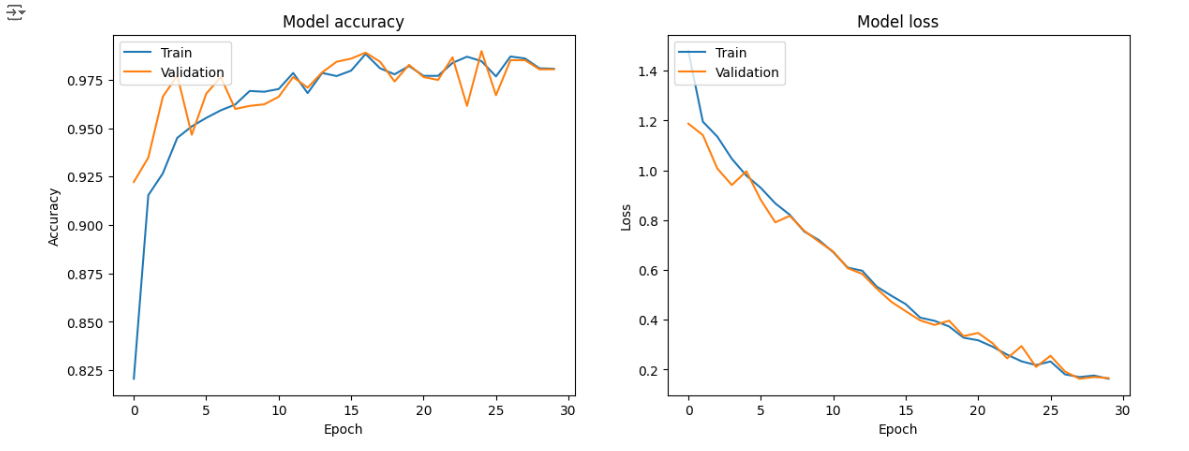 Model accuracy
Train
Validation
0.975
0.950
0.925
0.900
0.875
0.850
0.825
Accuracy
0 5 10 15 20 25 30
Epoch
Model loss
Train
Validation
1.4
1.2
1.0
0.8
0.6
0.4
0.2
Loss
0 5 10 15 20 25 30
Epoch